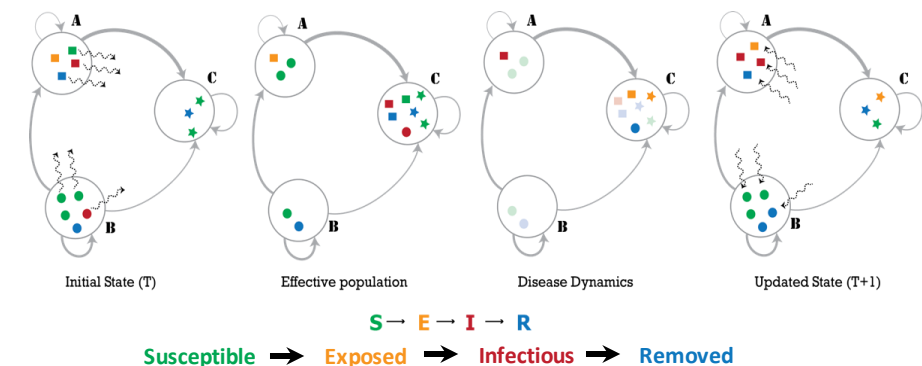 A
C
B
Initial State (T)
A
C
B
Effective population
A
C
B
Disease Dynamics
A
C
B
Updated State (T+1)
S → E → I → R
Susceptible → Exposed → Infectious → Removed